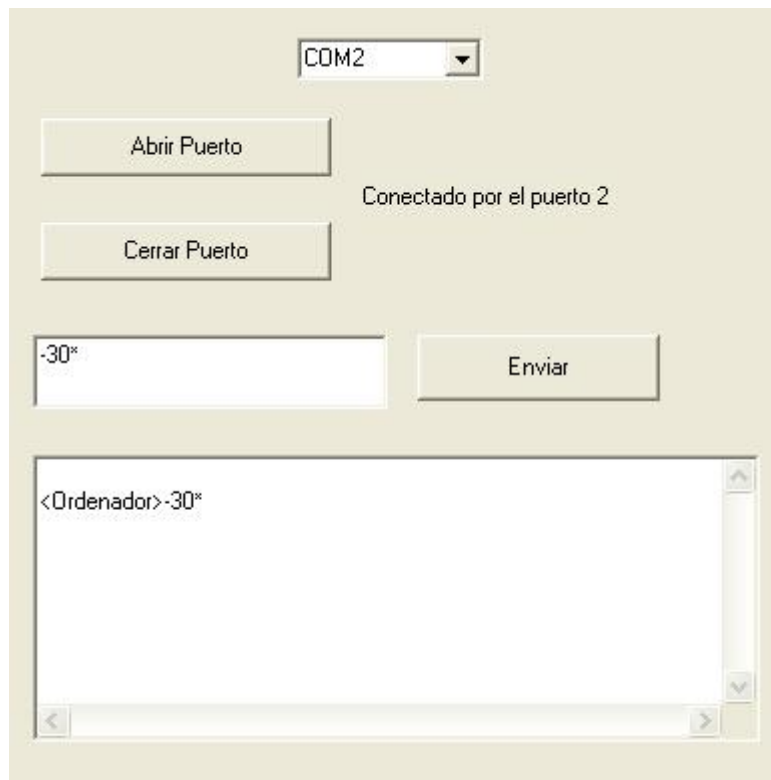 COM2
Abrir Puerto
Conectado por el puerto 2
Cerrar Puerto
-30*
Enviar
<Ordenador>-30*